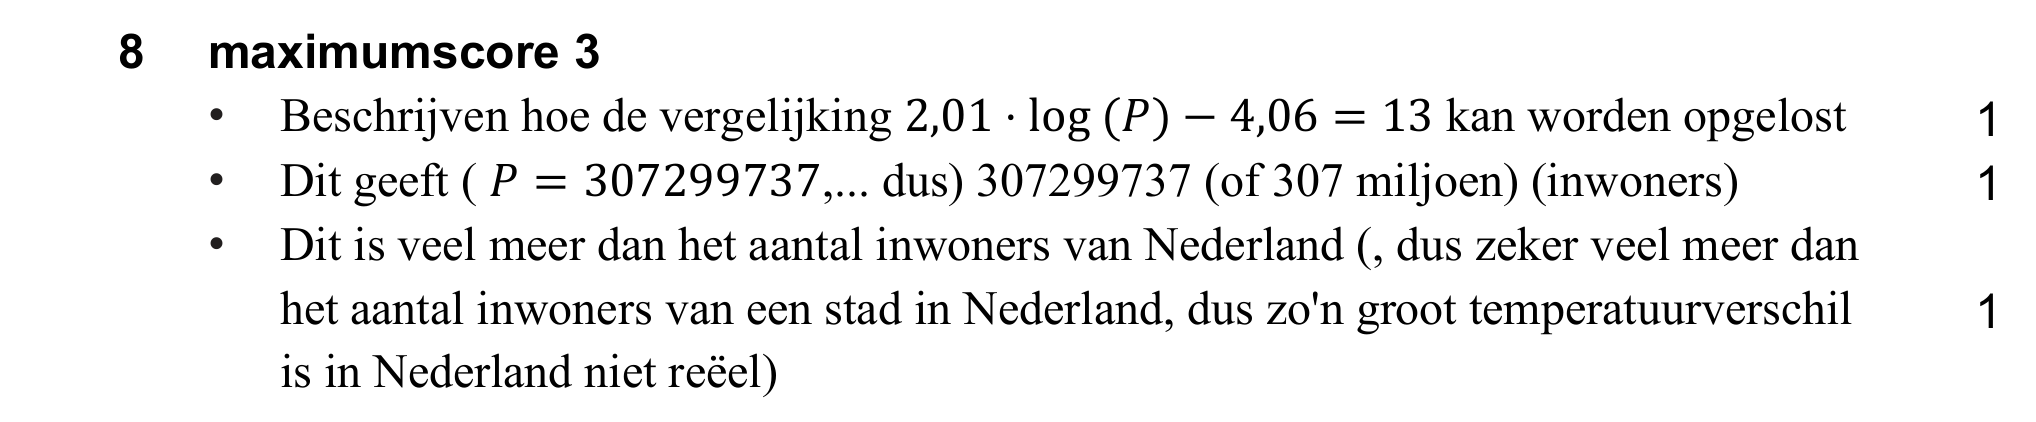 8 maximumscore 3
• Beschrijven hoe de vergelijking 2,01 · log (P) − 4,06 = 13 kan worden opgelost 1
• Dit geeft ( P = 307299737,... dus) 307299737 (of 307 miljoen) (inwoners) 1
• Dit is veel meer dan het aantal inwoners van Nederland (, dus zeker veel meer dan
het aantal inwoners van een stad in Nederland, dus zo'n groot temperatuurverschil 1
is in Nederland niet reëel)